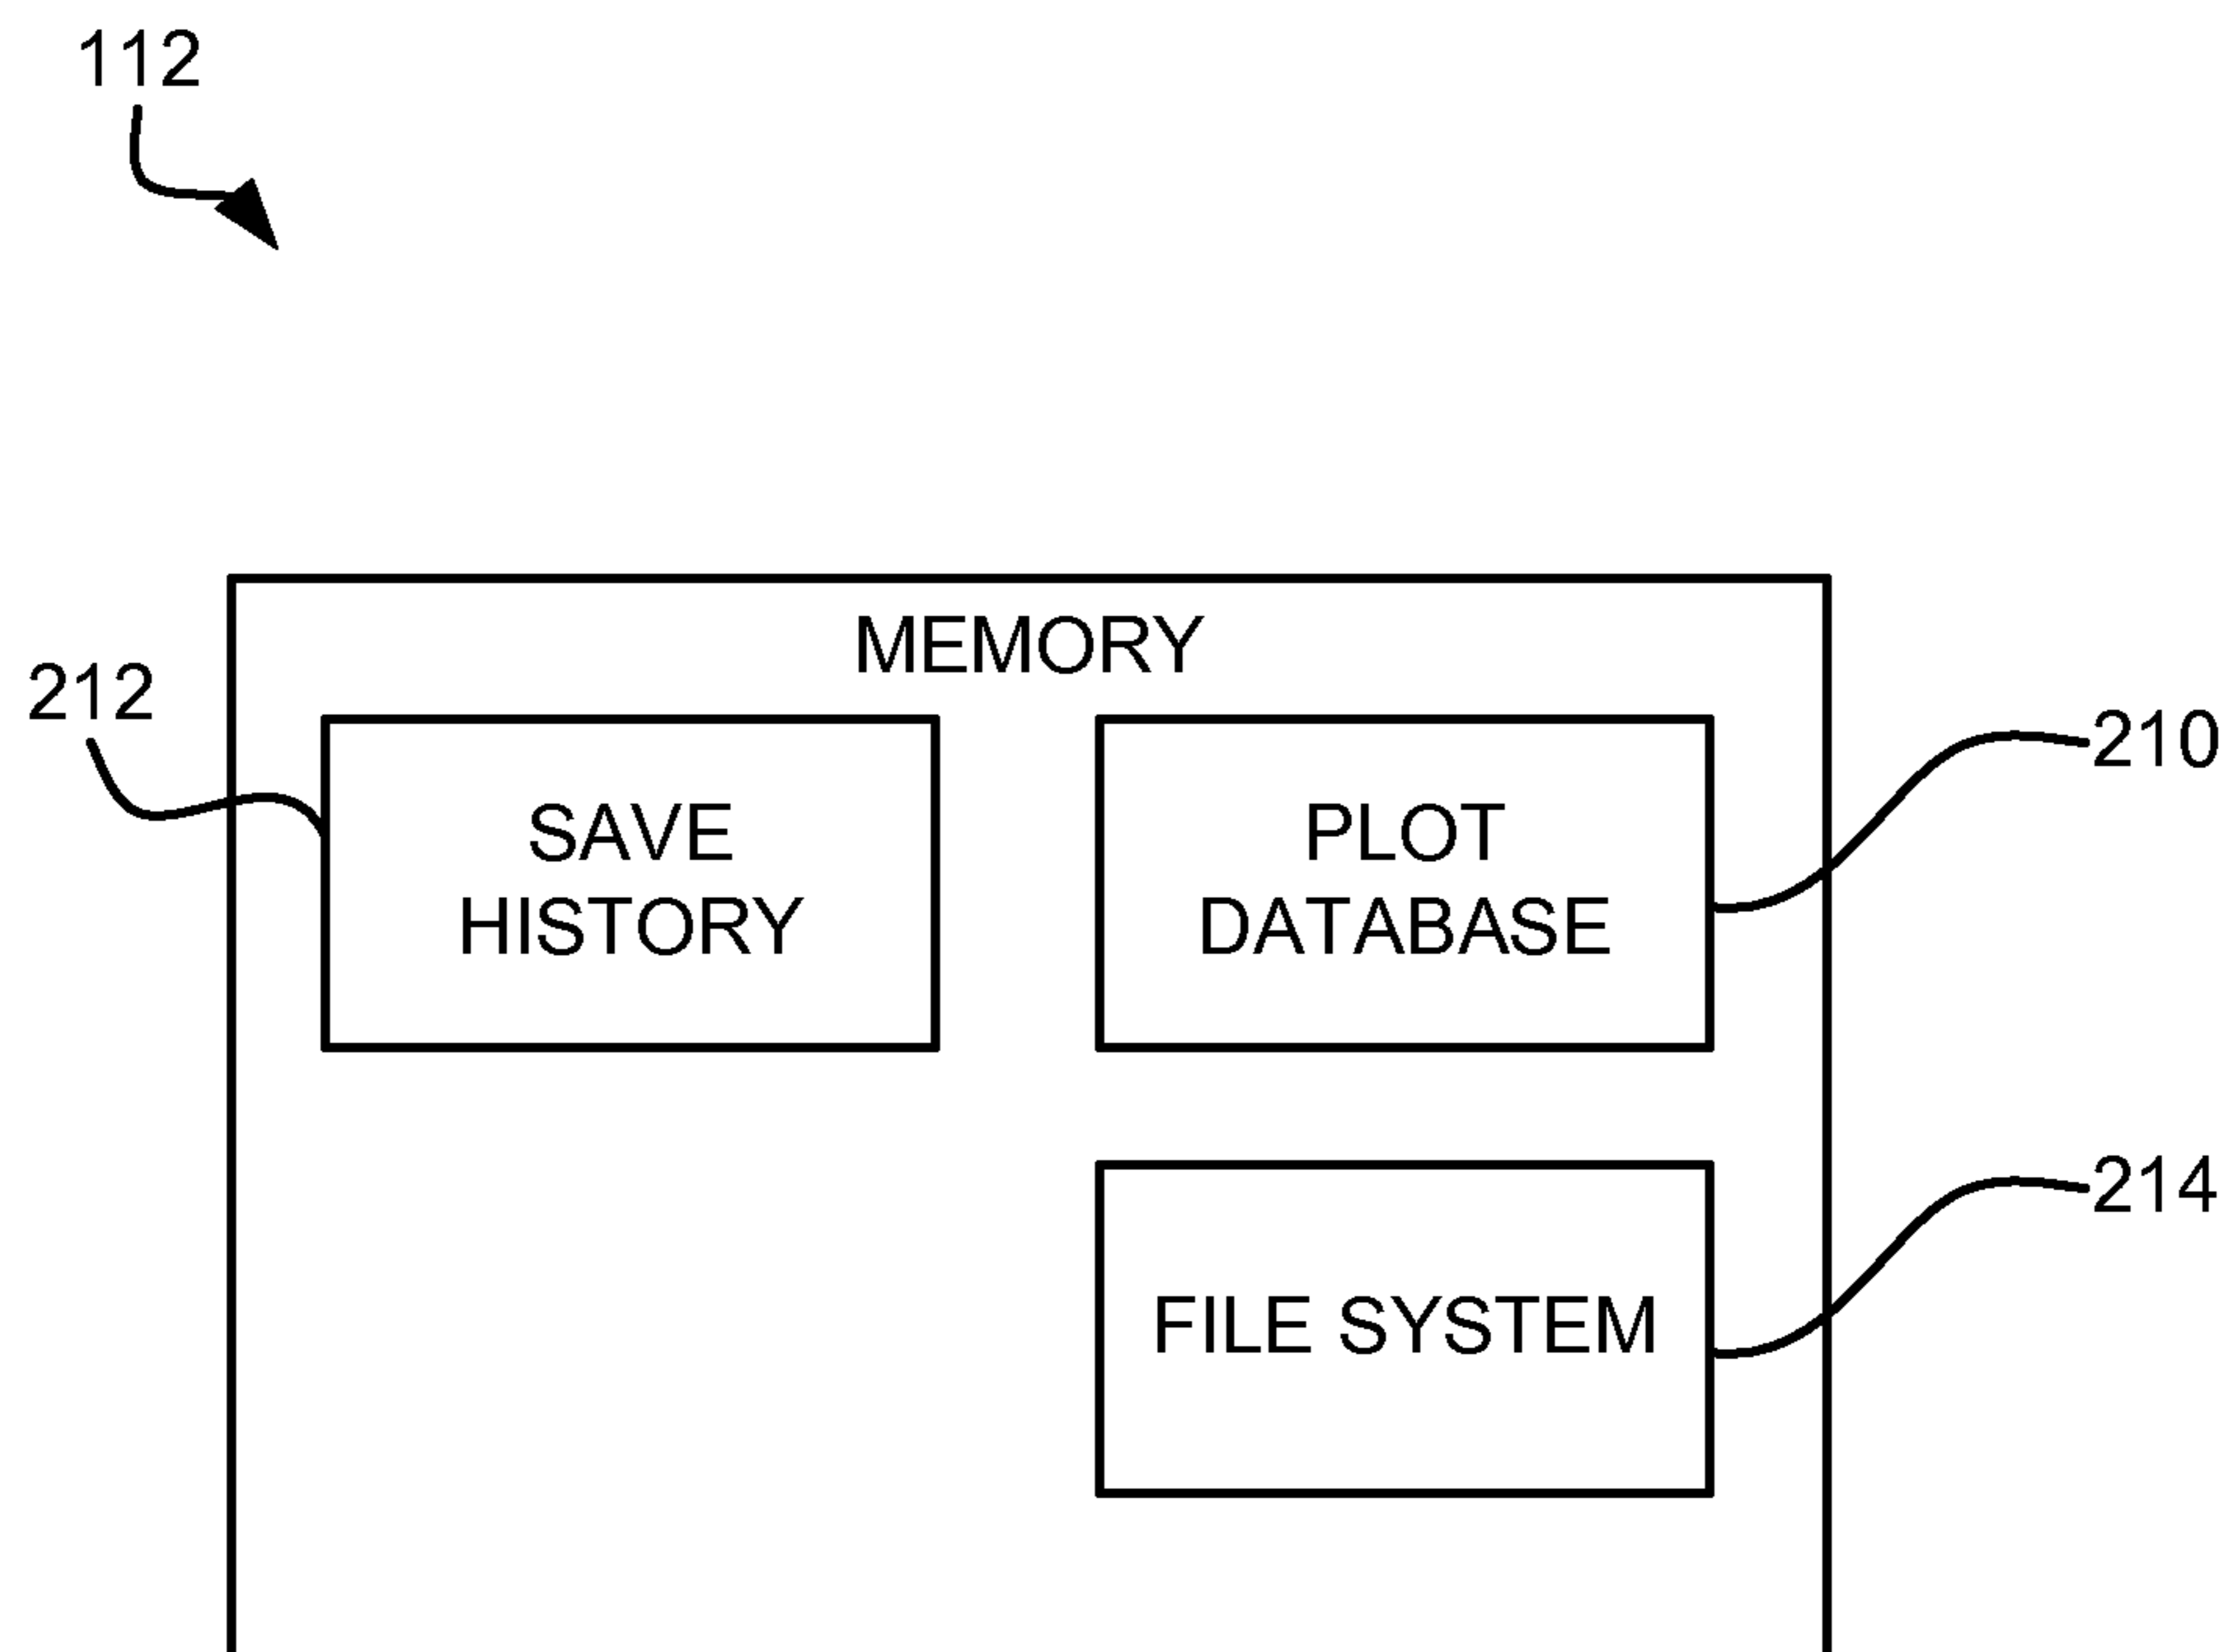 112
MEMORY
212
210
SAVE
HISTORY
PLOT
DATABASE
214
FILE SYSTEM